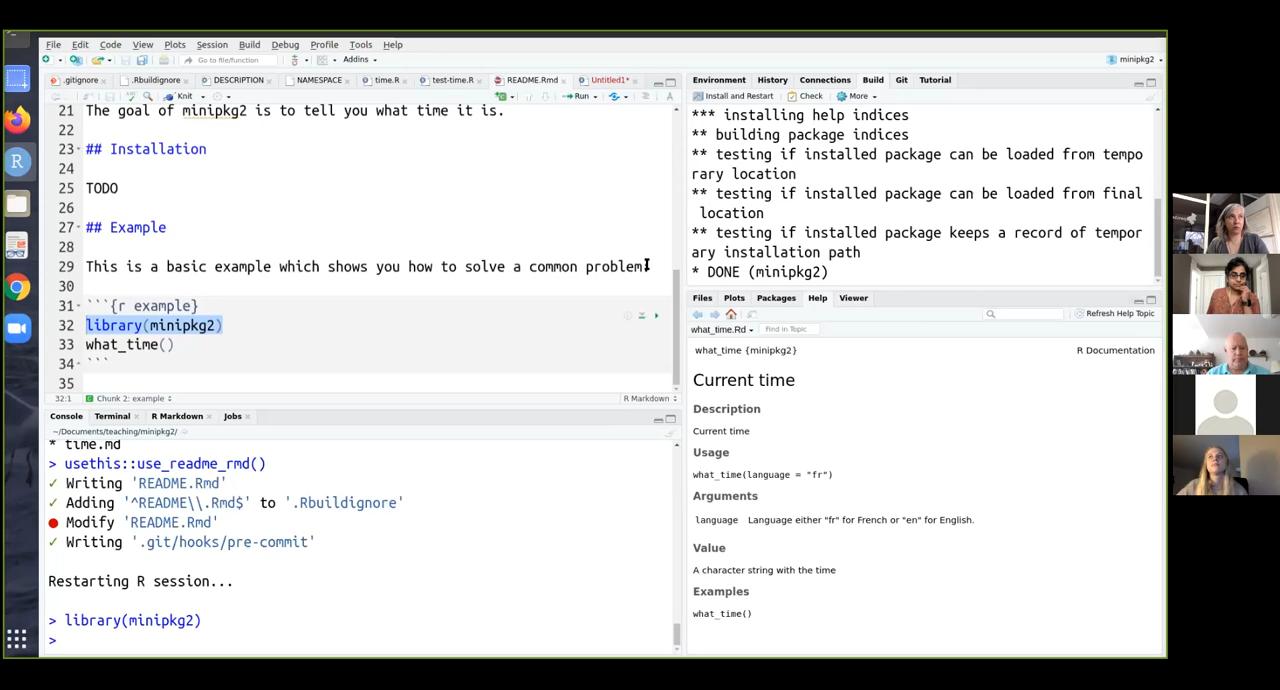 File Edit Code View Plots Session Build Debug Profile Tools Help
Go to file/function Addins minipkg2
.gitignore .Rbuildignore DESCRIPTION NAMESPACE time.R test-time.R README.Rmd Untitled1*
Knit Run
21 The goal of minipkg2 is to tell you what time it is.
22
23 ## Installation
24
25 TODO
26
27 ## Example
28
29 This is a basic example which shows you how to solve a common problem:
30
31 ```{r example}
32 library(minipkg2)
33 what_time()
34 ```
35
32:1 Chunk 2: example R Markdown
Console Terminal R Markdown Jobs
~/Documents/teaching/minipkg2/
* time.md
> usethis::use_readme_rmd()
✓ Writing 'README.Rmd'
✓ Adding '^README\\.Rmd$' to '.Rbuildignore'
● Modify 'README.Rmd'
✓ Writing '.git/hooks/pre-commit'
Restarting R session...
> library(minipkg2)
>
Environment History Connections Build Git Tutorial
Install and Restart Check More
*** installing help indices
** building package indices
** testing if installed package can be loaded from tempo
rary location
** testing if installed package can be loaded from final
location
** testing if installed package keeps a record of tempor
ary installation path
* DONE (minipkg2)
Files Plots Packages Help Viewer
Refresh Help Topic
what_time.Rd Find in Topic
what_time {minipkg2} R Documentation
Current time
Description
Current time
Usage
what_time(language = "fr")
Arguments
language Language either "fr" for French or "en" for English.
Value
A character string with the time
Examples
what_time()